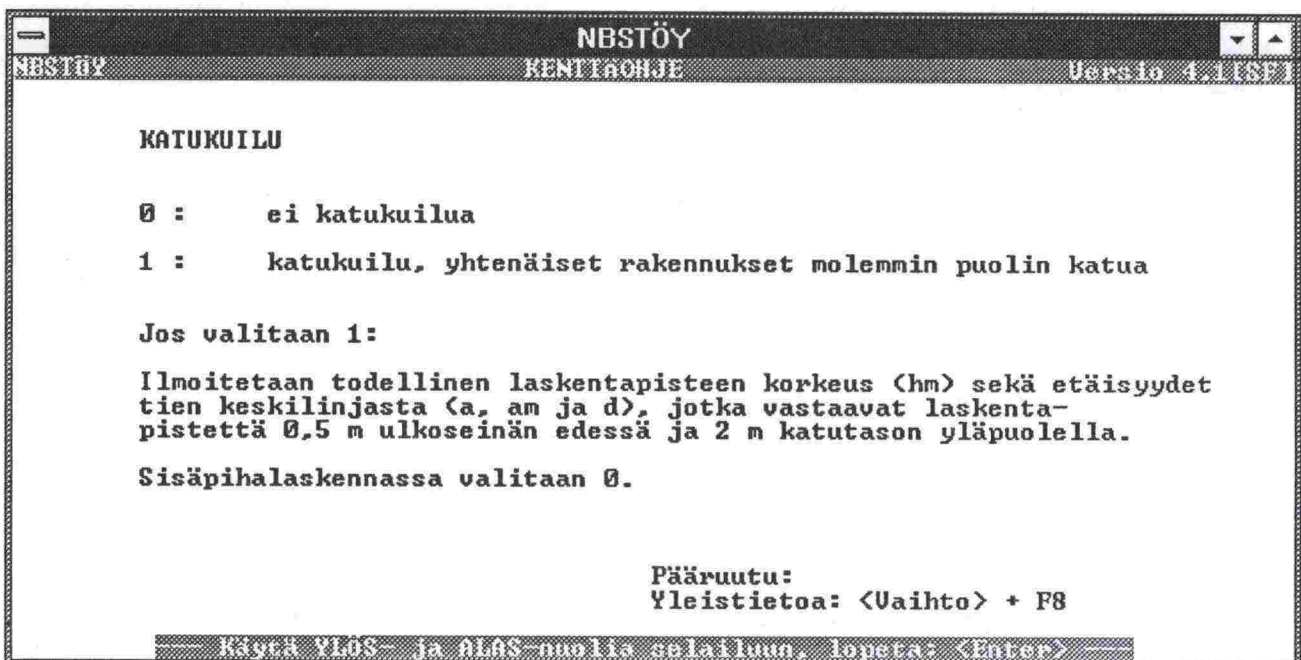 NBSTÖY
NBSTÖY KENTTÄOHJE Versio 4.1[SF]
KATUKUILU
0 : ei katukuilua
1 : katukuilu, yhtenäiset rakennukset molemmin puolin katua
Jos valitaan 1:
Ilmoitetaan todellinen laskentapisteen korkeus (hm) sekä etäisyydet
tien keskilinjasta (a, am ja d), jotka vastaavat laskenta-
pistettä 0,5 m ulkoseinän edessä ja 2 m katutason yläpuolella.
Sisäpihalaskennassa valitaan 0.
Pääruutu:
Yleistietoa: <Vaihto> + F8
Käytä YLÖS- ja ALAS-nuolia selailuun, lopeta: <Enter>